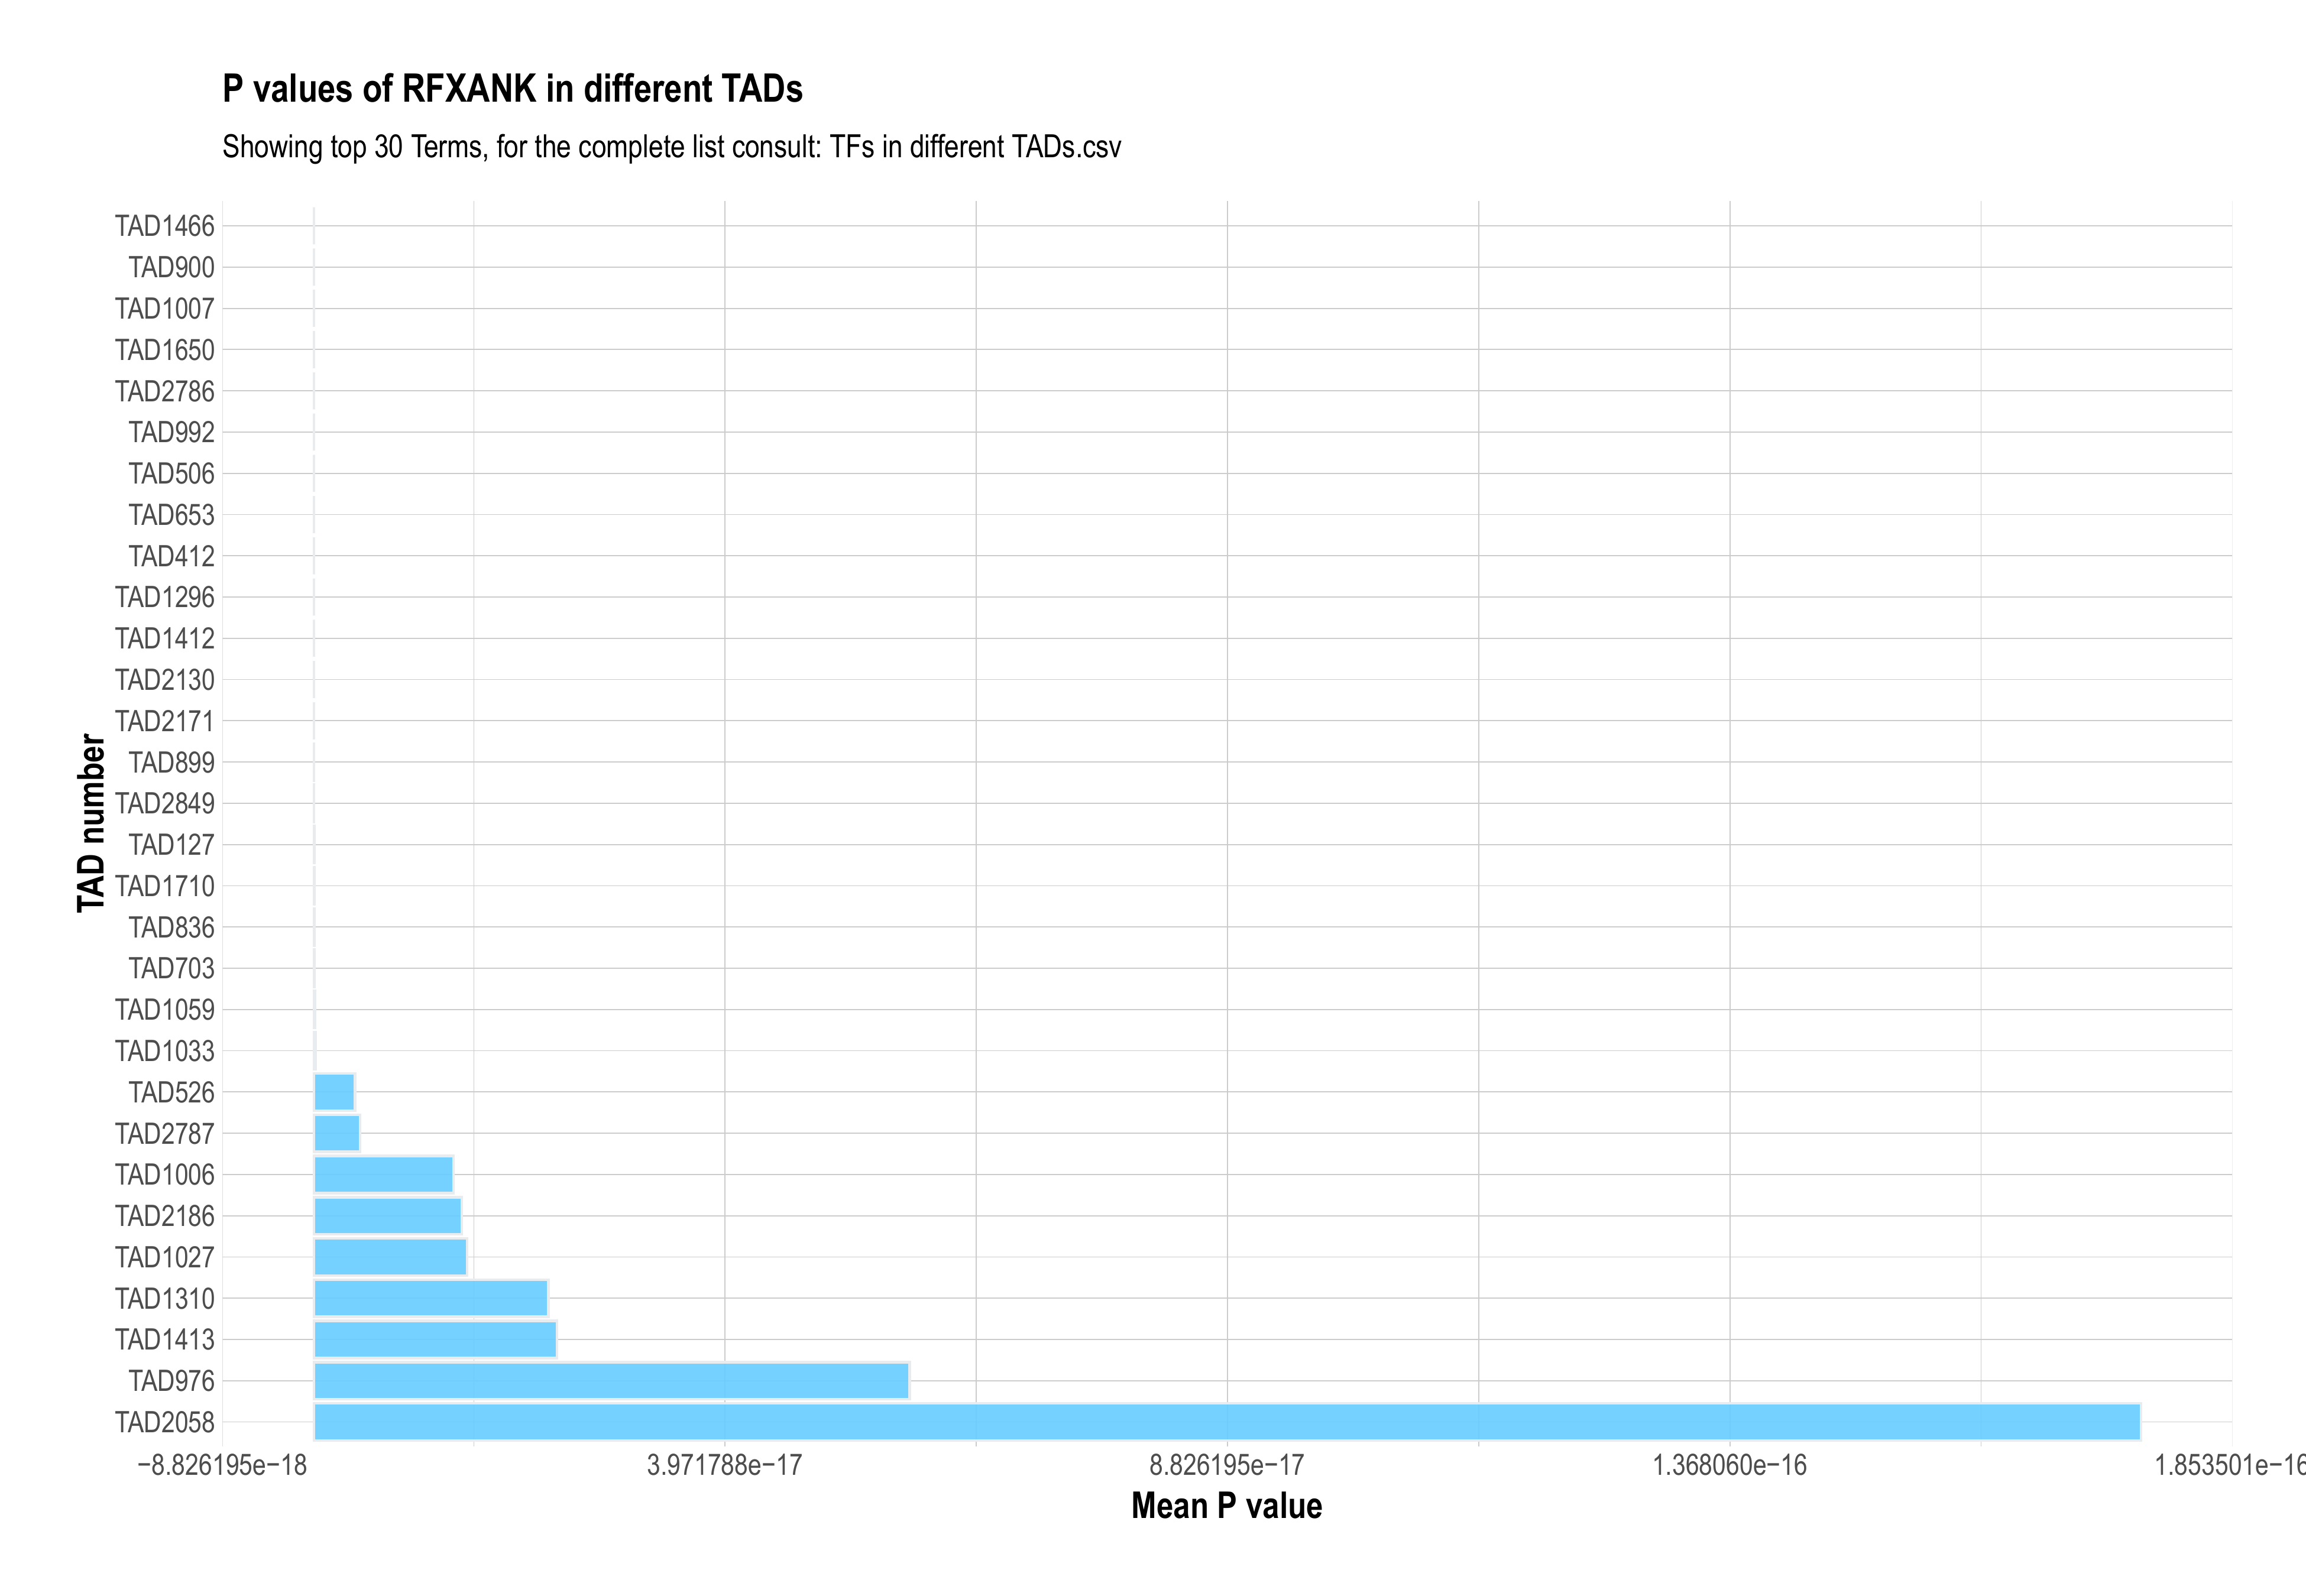 P values of RFXANK in different TADs
Showing top 30 Terms, for the complete list consult: TFs in different TADs.csv
TAD number
TAD1466
TAD900
TAD1007
TAD1650
TAD2786
TAD992
TAD506
TAD653
TAD412
TAD1296
TAD1412
TAD2130
TAD2171
TAD899
TAD2849
TAD127
TAD1710
TAD836
TAD703
TAD1059
TAD1033
TAD526
TAD2787
TAD1006
TAD2186
TAD1027
TAD1310
TAD1413
TAD976
TAD2058
−8.826195e−18 3.971788e−17 8.826195e−17 1.368060e−16 1.853501e−16
Mean P value